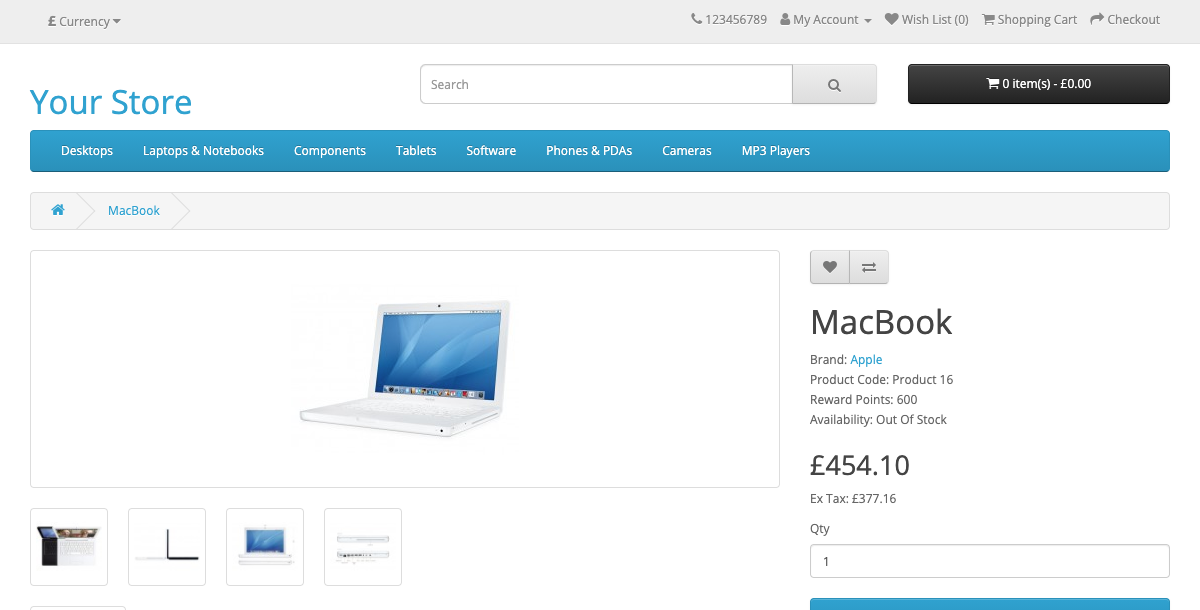 £ Currency
123456789 My Account Wish List (0) Shopping Cart Checkout
Your Store
Search
0 item(s) - £0.00
Desktops Laptops & Notebooks Components Tablets Software Phones & PDAs Cameras MP3 Players
MacBook
MacBook
Brand: Apple
Product Code: Product 16
Reward Points: 600
Availability: Out Of Stock
£454.10
Ex Tax: £377.16
Qty
1